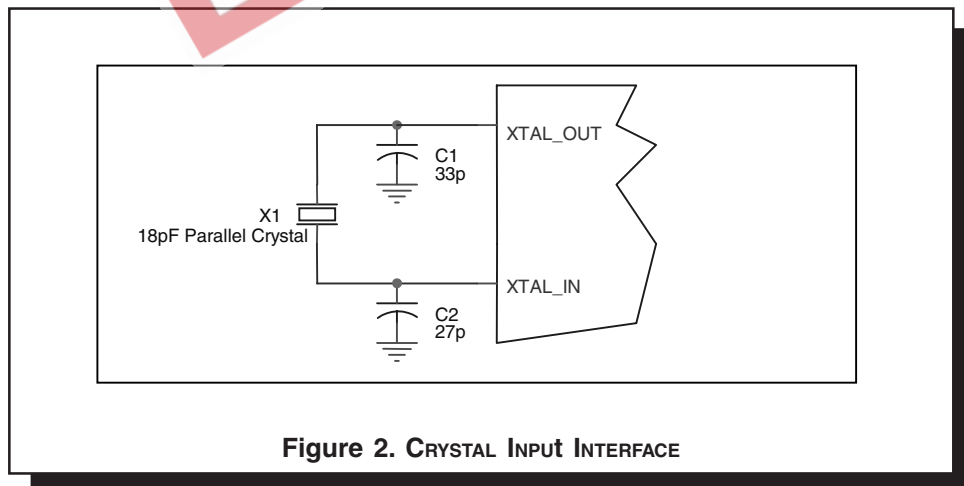 XTAL_OUT
C1
33p
X1
18pF Parallel Crystal
XTAL_IN
C2
27p
Figure 2. CRYSTAL INPUt INTERFACE